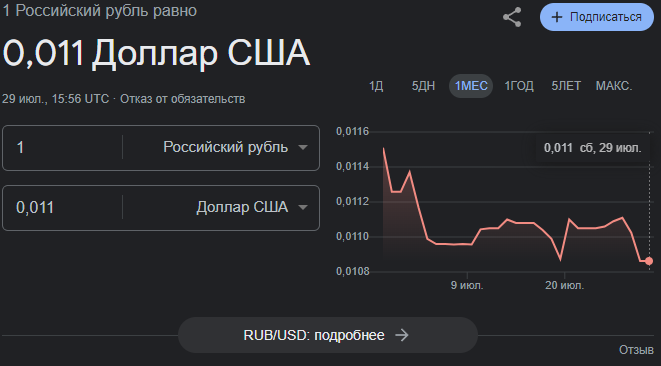 1 Российский рубль равно
Подписаться
0,011 Доллар США
29 июл., 15:56 UTC · Отказ от обязательств
1Д 5ДН 1МЕС 1ГОД 5ЛЕТ МАКС.
1 Российский рубль
0,011 Доллар США
0,0116
0,0114
0,0112
0,0110
0,0108
0,011 сб, 29 июл.
9 июл. 20 июл.
RUB/USD: подробнее
Отзыв